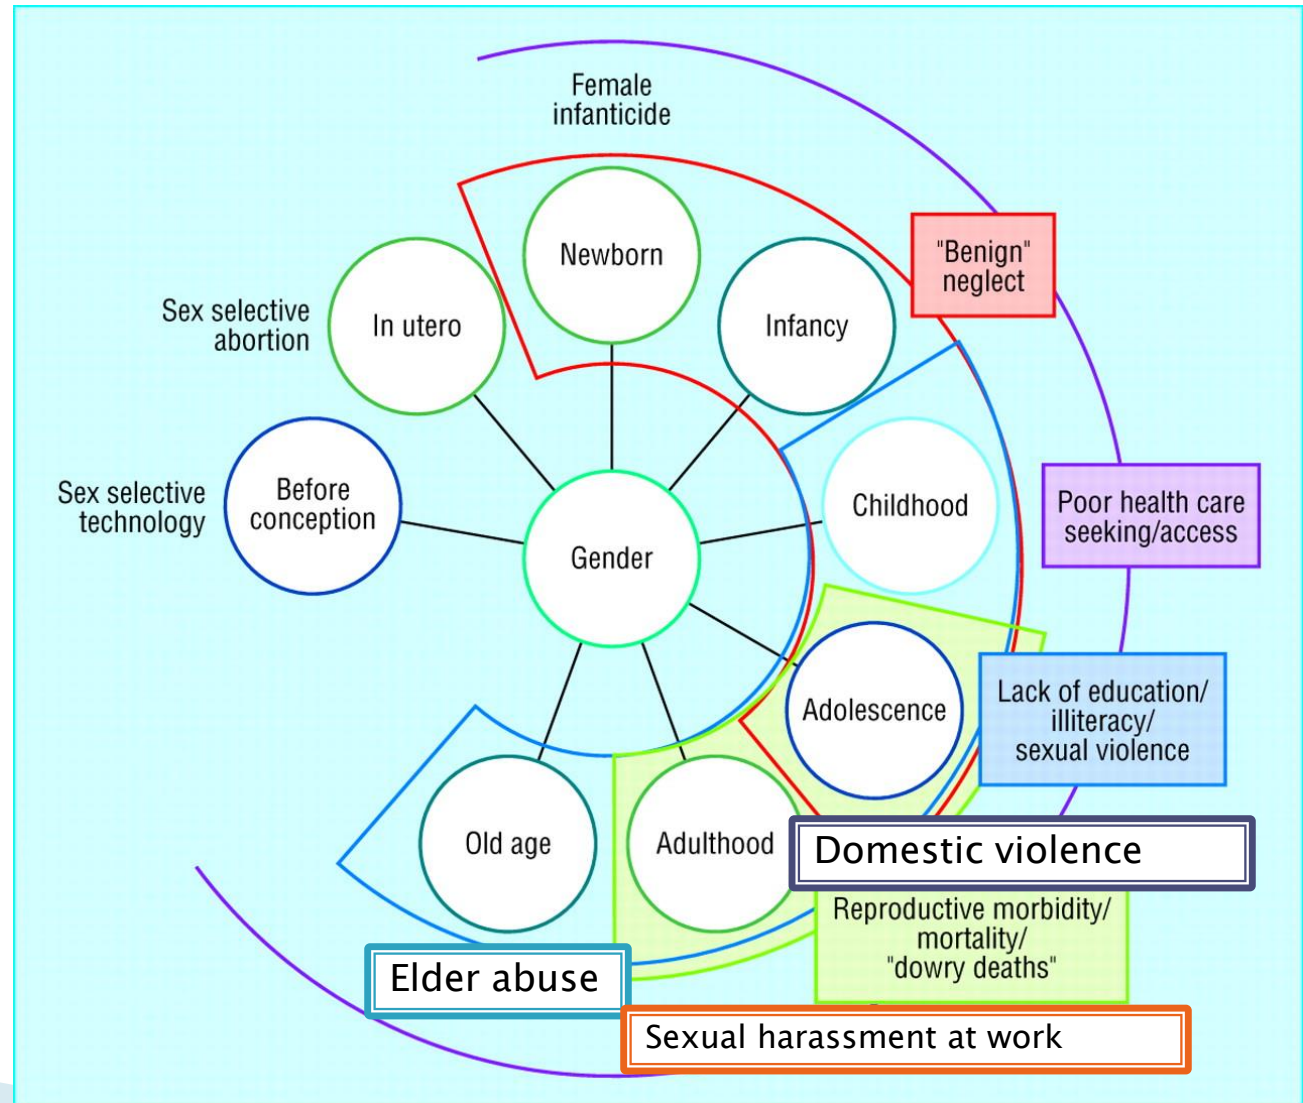 Female
infanticide
Newborn
"Benign"
neglect
Infancy
Sex selective
abortion
In utero
Sex selective
technology
Before
conception
Childhood
Poor health care
seeking/access
Gender
Adolescence
Lack of education/
illiteracy/
sexual violence
Old age
Adulthood
Domestic violence
Reproductive morbidity/
mortality/
"dowry deaths"
Elder abuse
Sexual harassment at work